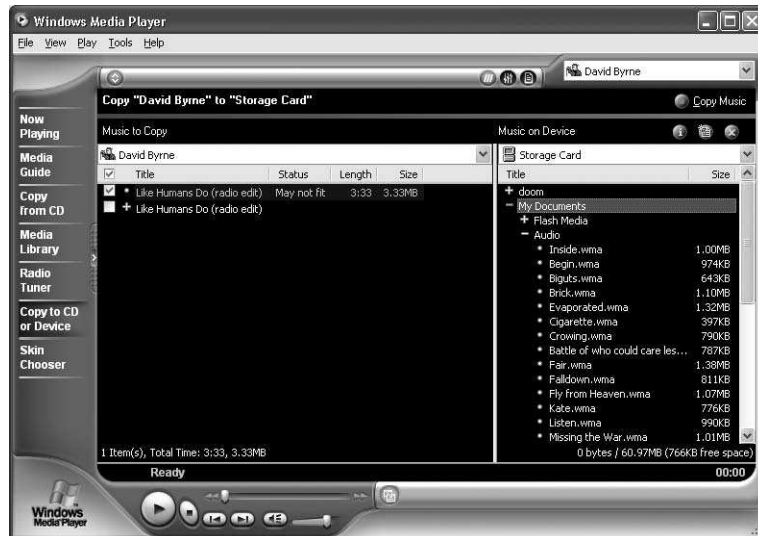 Windows Media Player
File View Play Tools Help
David Byrne
Copy "David Byrne" to "Storage Card"
Copy Music
Now Playing
Media Guide
Copy from CD
Media Library
Radio Tuner
Copy to CD or Device
Skin Chooser
Music to Copy
David Byrne
Title Status Length Size
Like Humans Do (radio edit) May not fit 3:33 3.33MB
Like Humans Do (radio edit)
1 Item(s), Total Time: 3:33, 3.33MB
Music on Device
Storage Card
Title Size
doom
My Documents
Flash Media
Audio
Inside.wma 1.00MB
Begin.wma 974KB
Biguts.wma 643KB
Brick.wma 1.10MB
Evaporated.wma 1.32MB
Cigarette.wma 397KB
Crowing.wma 790KB
Battle of who could care les... 787KB
Fair.wma 1.38MB
Falldown.wma 811KB
Fly from Heaven.wma 1.07MB
Kate.wma 776KB
Listen.wma 990KB
Missing the War.wma 1.01MB
0 bytes / 60.97MB (766KB free space)
Ready 00:00
Windows
Media Player